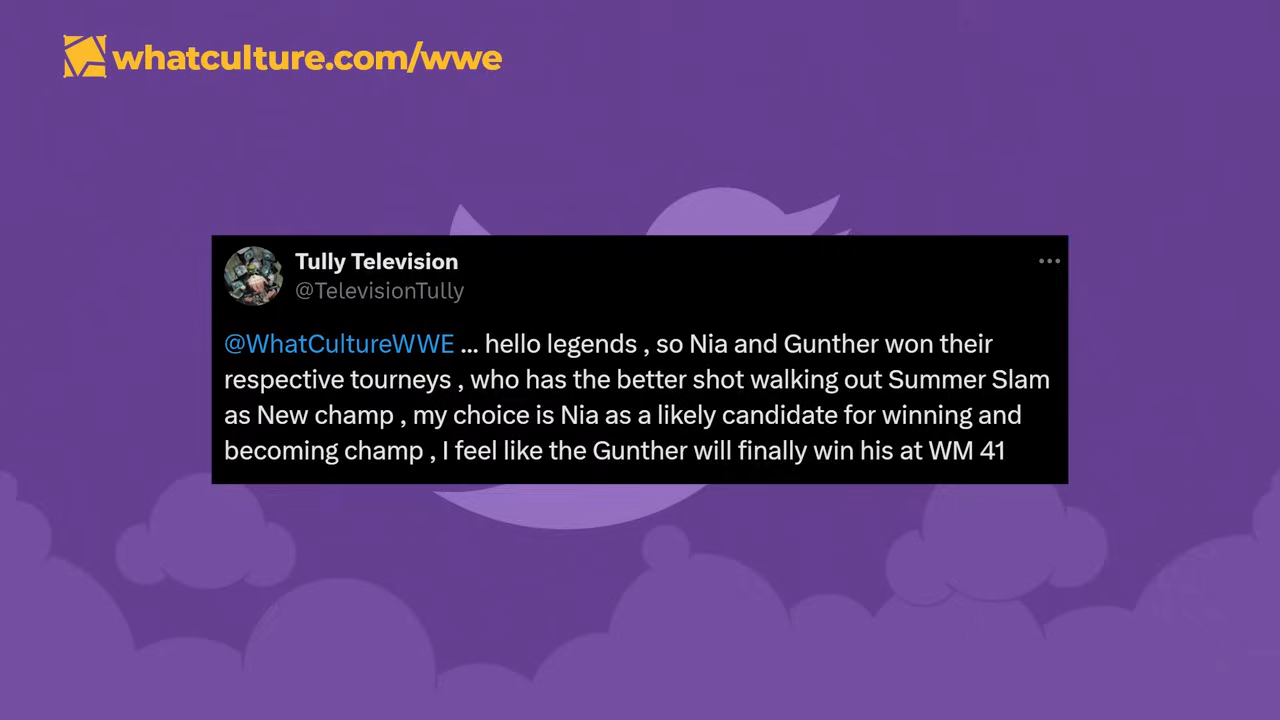 whatculture.com/wwe
Tully Television
@TelevisionTully
@WhatCultureWWE ... hello legends , so Nia and Gunther won their
respective tourneys , who has the better shot walking out Summer Slam
as New champ , my choice is Nia as a likely candidate for winning and
becoming champ , I feel like the Gunther will finally win his at WM 41